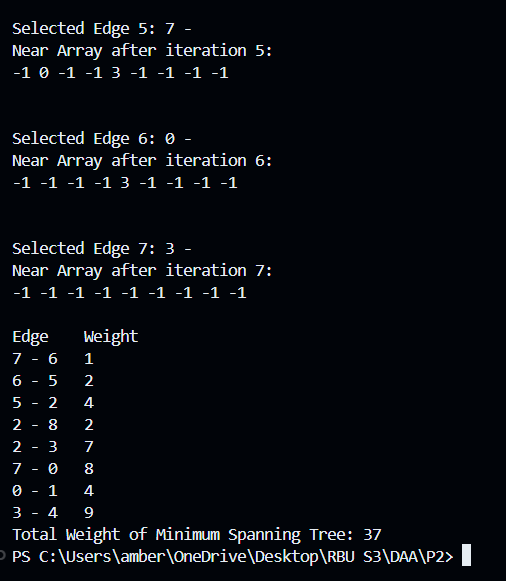 Selected Edge 5: 7 -
Near Array after iteration 5:
-1 0 -1 -1 3 -1 -1 -1 -1
Selected Edge 6: 0 -
Near Array after iteration 6:
-1 -1 -1 -1 3 -1 -1 -1 -1
Selected Edge 7: 3 -
Near Array after iteration 7:
-1 -1 -1 -1 -1 -1 -1 -1 -1
Edge    Weight
7 - 6   1
6 - 5   2
5 - 2   4
2 - 8   2
2 - 3   7
7 - 0   8
0 - 1   4
3 - 4   9
Total Weight of Minimum Spanning Tree: 37
PS C:\Users\amber\OneDrive\Desktop\RBU S3\DAA\P2>